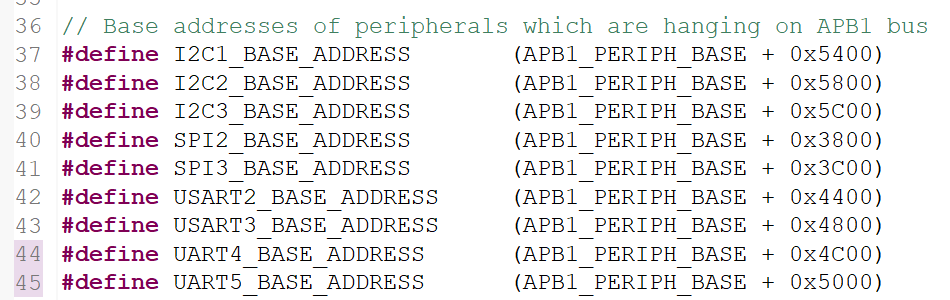 36 // Base addresses of peripherals which are hanging on APB1 bus
37 #define I2C1_BASE_ADDRESS (APB1_PERIPH_BASE + 0x5400)
38 #define I2C2_BASE_ADDRESS (APB1_PERIPH_BASE + 0x5800)
39 #define I2C3_BASE_ADDRESS (APB1_PERIPH_BASE + 0x5C00)
40 #define SPI2_BASE_ADDRESS (APB1_PERIPH_BASE + 0x3800)
41 #define SPI3_BASE_ADDRESS (APB1_PERIPH_BASE + 0x3C00)
42 #define USART2_BASE_ADDRESS (APB1_PERIPH_BASE + 0x4400)
43 #define USART3_BASE_ADDRESS (APB1_PERIPH_BASE + 0x4800)
44 #define UART4_BASE_ADDRESS (APB1_PERIPH_BASE + 0x4C00)
45 #define UART5_BASE_ADDRESS (APB1_PERIPH_BASE + 0x5000)